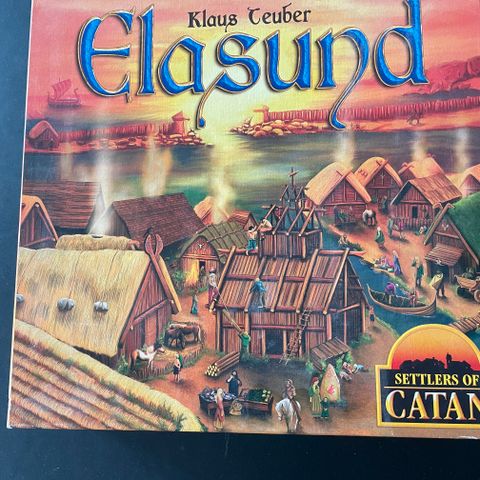 Klaus Teuber
Elasund
SETTLERS OF
CATAN